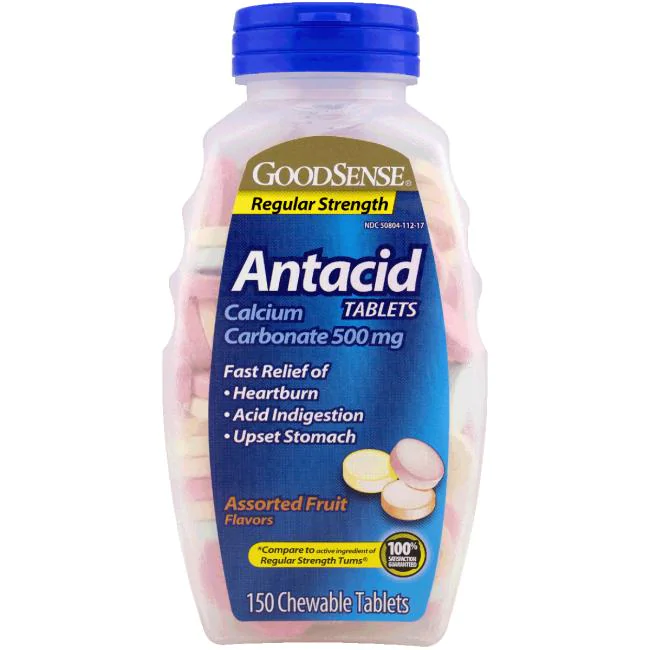 GOODSENSE®
Regular Strength
NDC 50804-112-17
Antacid
TABLETS
Calcium
Carbonate 500 mg
Fast Relief of
• Heartburn
• Acid Indigestion
• Upset Stomach
Assorted Fruit
Flavors
*Compare to active ingredient of
Regular Strength Tums®
100%
SATISFACTION
GUARANTEED
150 Chewable Tablets